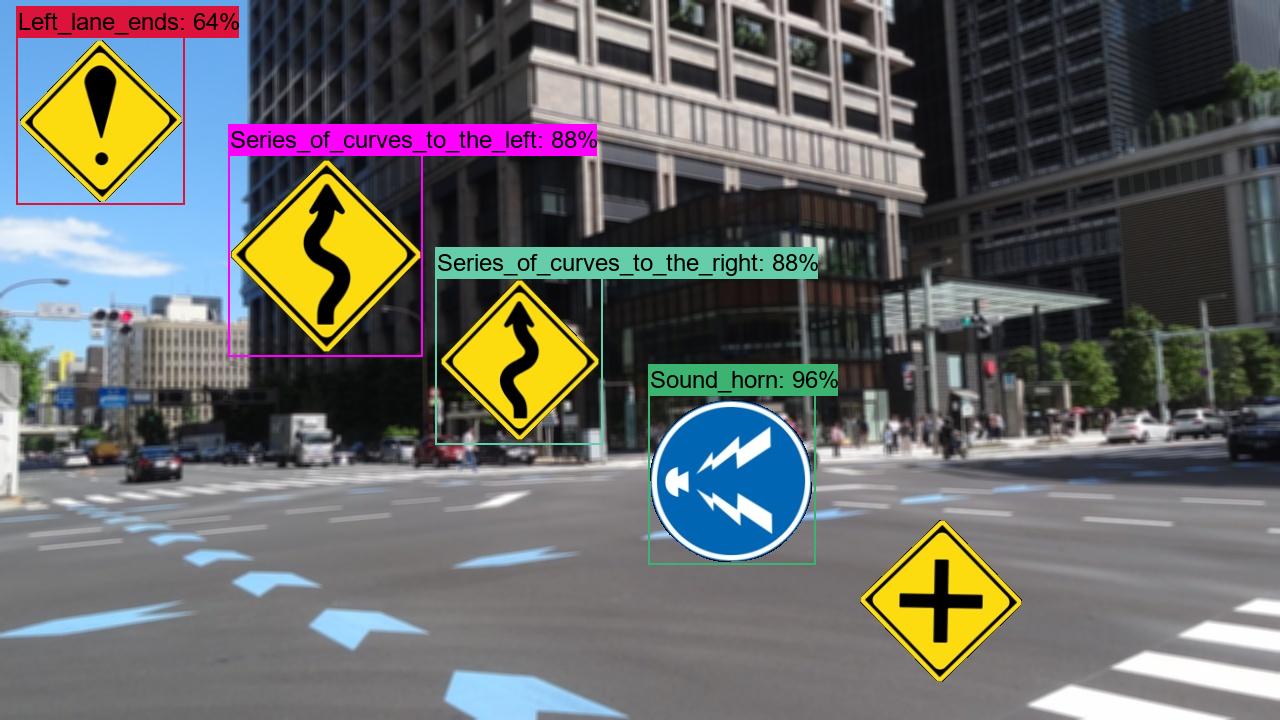 Left_lane_ends: 64%
Series_of_curves_to_the_left: 88%
Series_of_curves_to_the_right: 88%
Sound_horn: 96%